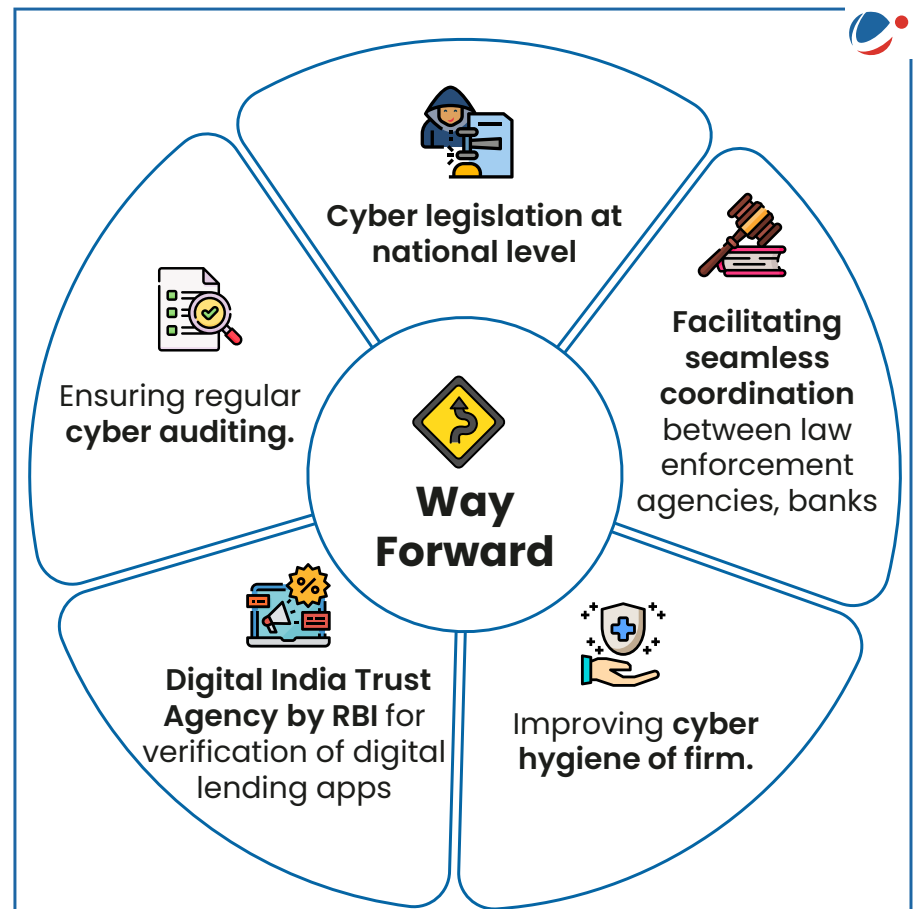 Cyber legislation at
national level
Facilitating
seamless
coordination
between law
enforcement
agencies, banks
Improving cyber
hygiene of firm.
Digital India Trust
Agency by RBI for
verification of digital
lending apps
Ensuring regular
cyber auditing.
Way
Forward